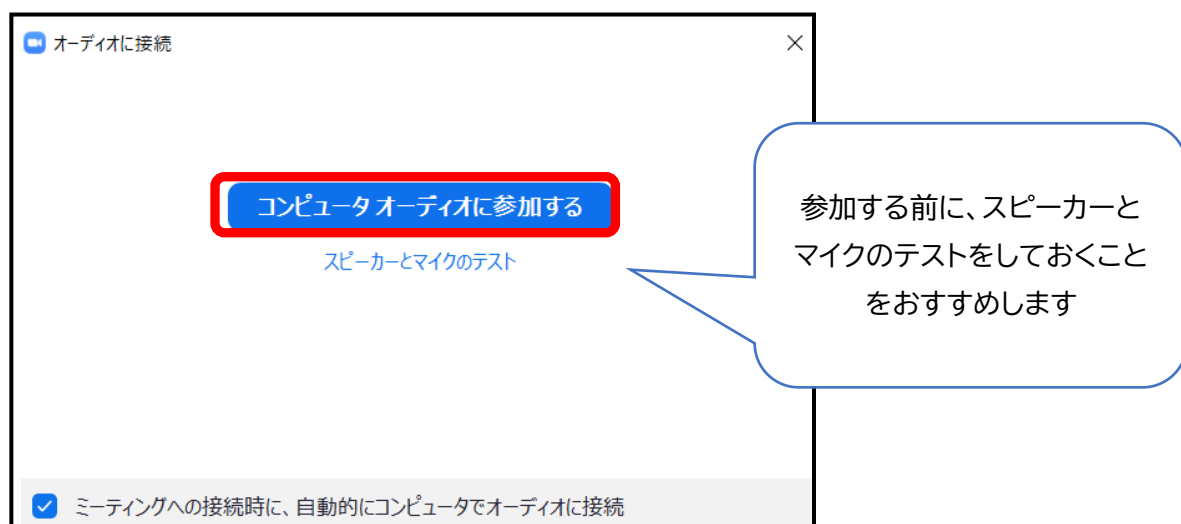 オーディオに接続
コンピュータ オーディオに参加する
スピーカーとマイクのテスト
参加する前に、スピーカーと
マイクのテストをしておくこと
をおすすめします
ミーティングへの接続時に、自動的にコンピュータでオーディオに接続